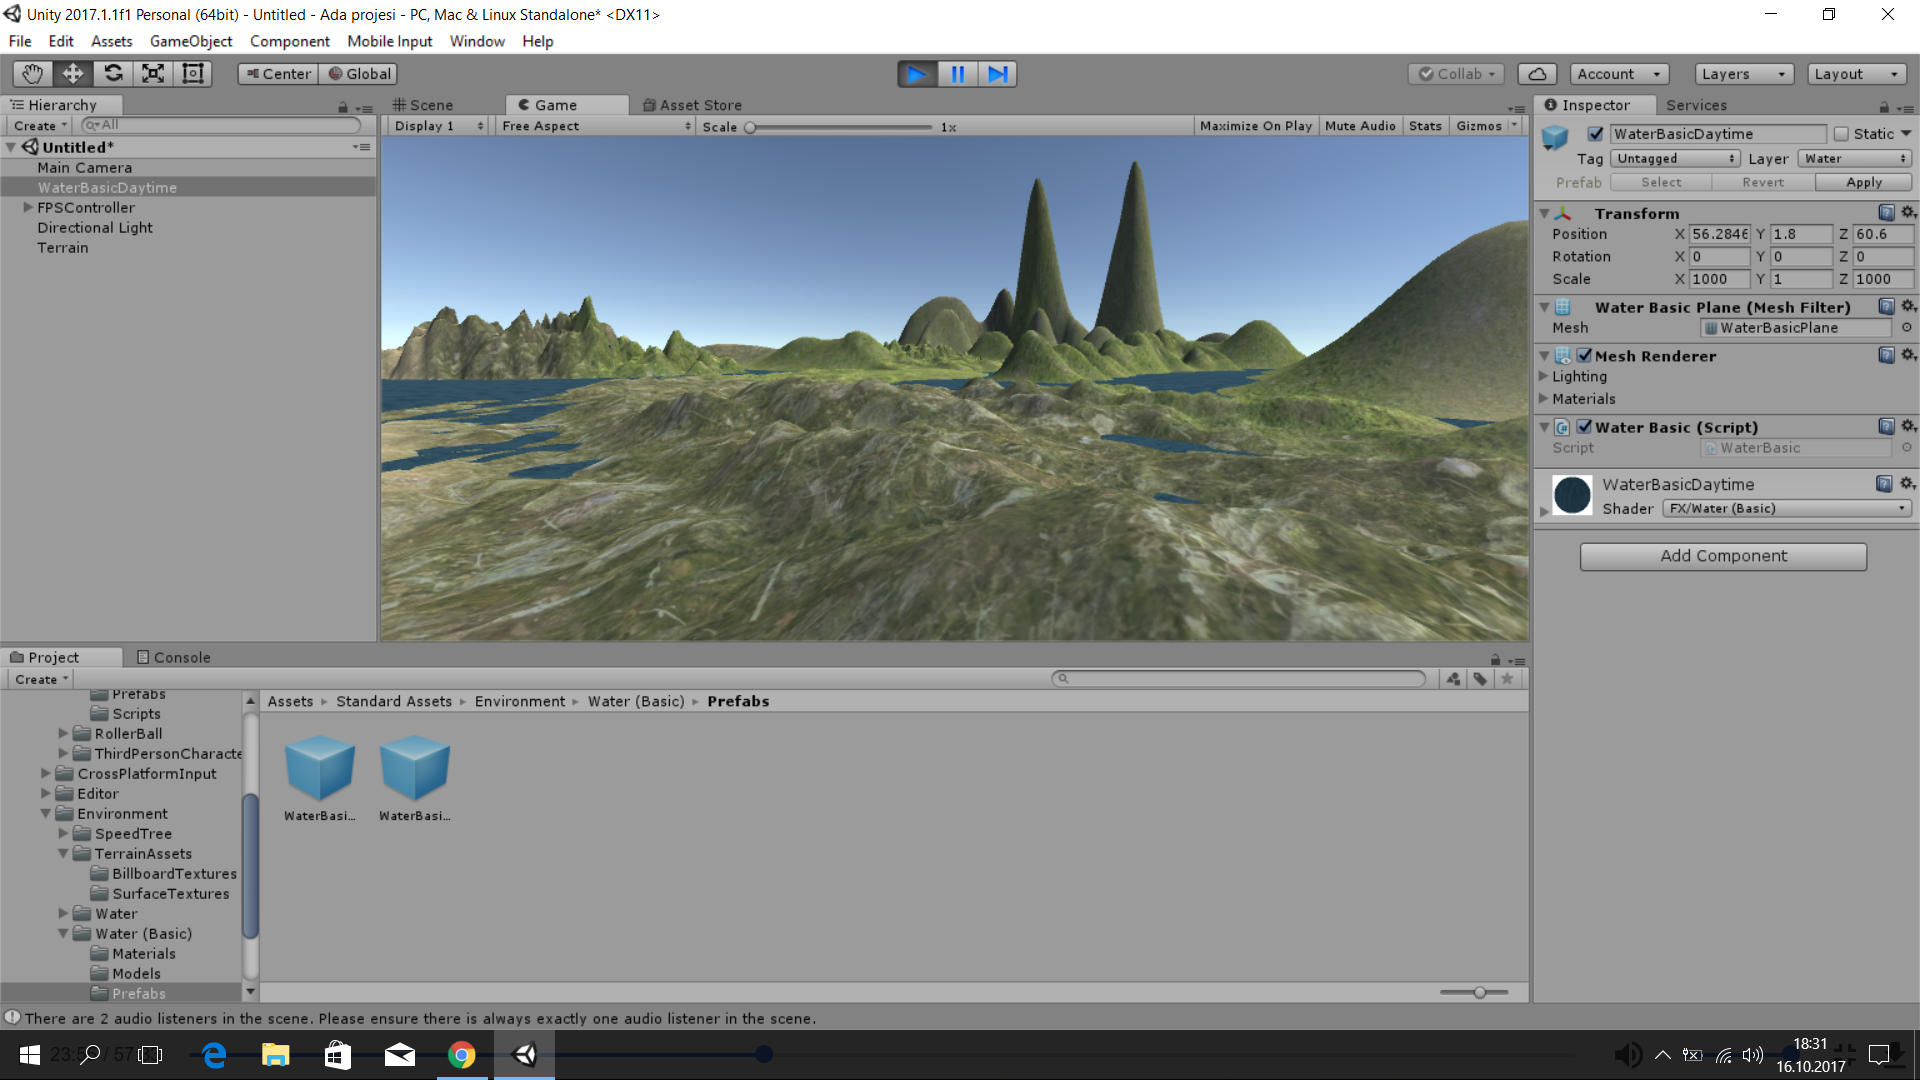 Unity 2017.1.1f1 Personal (64bit) - Untitled - Ada projesi - PC, Mac & Linux Standalone* <DX11>
File Edit Assets GameObject Component Mobile Input Window Help
Center Global Collab Account Layers Layout
Hierarchy
Create All
Untitled*
Main Camera
WaterBasicDaytime
FPSController
Directional Light
Terrain
Scene Game Asset Store
Display 1 Free Aspect Scale 1x Maximize On Play Mute Audio Stats Gizmos
Inspector Services
WaterBasicDaytime Static
Tag Untagged Layer Water
Prefab Select Revert Apply
Transform
Position X 56.2846 Y 1.8 Z 60.6
Rotation X 0 Y 0 Z 0
Scale X 1000 Y 1 Z 1000
Water Basic Plane (Mesh Filter)
Mesh WaterBasicPlane
Mesh Renderer
Lighting
Materials
Water Basic (Script)
Script WaterBasic
WaterBasicDaytime
Shader FX/Water (Basic)
Add Component
Project Console
Create
Prefabs
Scripts
RollerBall
ThirdPersonCharacte
CrossPlatformInput
Editor
Environment
SpeedTree
TerrainAssets
BillboardTextures
SurfaceTextures
Water
Water (Basic)
Materials
Models
Prefabs
Assets Standard Assets Environment Water (Basic) Prefabs
WaterBasi... WaterBasi...
There are 2 audio listeners in the scene. Please ensure there is always exactly one audio listener in the scene.
18:31
16.10.2017